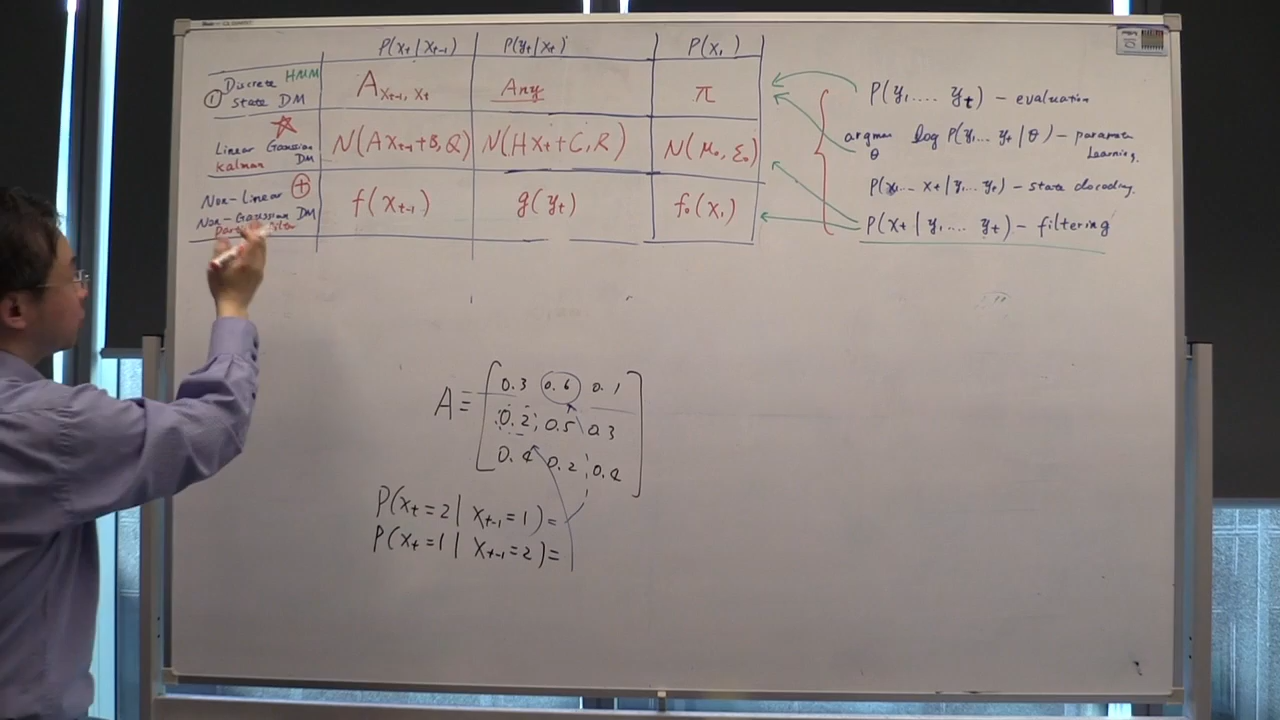 P(xt | xt-1) P(yt | xt) P(x1)
① Discrete HMM
State DM A xt-1, xt Any π
☆
Linear Gaussian
Kalman DM N(Axt-1+B, Q) N(Hxt+C, R) N(μ0, Σ0)
Non-Linear ⊕
Non-Gaussian DM f(xt-1) g(yt) f0(x1)
Particle Filter
P(y1 .... yt) - evaluation
argmax θ log P(y1 ... yt | θ) - parameter
Learning.
P(x1 ... xt | y1 ... yt) - state decoding.
P(xt | y1 .... yt) - filtering
A = [ 0.3 0.6 0.1
0.2 0.5 0.3
0.4 0.2 0.4 ]
P(xt = 2 | xt-1 = 1) =
P(xt = 1 | xt-1 = 2) =